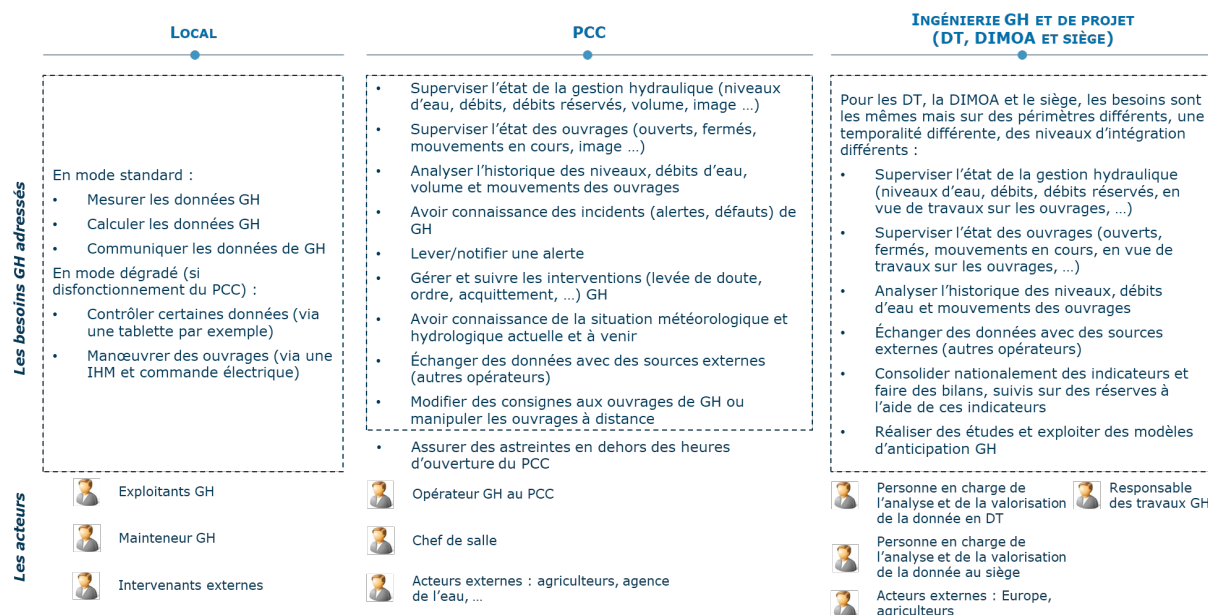 LOCAL
PCC
INGÉNIERIE GH ET DE PROJET
(DT, DIMOA ET SIÈGE)
Les besoins GH adressés
En mode standard :
• Mesurer les données GH
• Calculer les données GH
• Communiquer les données de GH
En mode dégradé (si
disfonctionnement du PCC) :
• Contrôler certaines données (via
une tablette par exemple)
• Manœuvrer des ouvrages (via une
IHM et commande électrique)
• Superviser l'état de la gestion hydraulique (niveaux
d'eau, débits, débits réservés, volume, image …)
• Superviser l'état des ouvrages (ouverts, fermés,
mouvements en cours, image …)
• Analyser l'historique des niveaux, débits d'eau,
volume et mouvements des ouvrages
• Avoir connaissance des incidents (alertes, défauts) de
GH
• Lever/notifier une alerte
• Gérer et suivre les interventions (levée de doute,
ordre, acquittement, …) GH
• Avoir connaissance de la situation météorologique et
hydrologique actuelle et à venir
• Échanger des données avec des sources externes
(autres opérateurs)
• Modifier des consignes aux ouvrages de GH ou
manipuler les ouvrages à distance
• Assurer des astreintes en dehors des heures
d'ouverture du PCC
Pour les DT, la DIMOA et le siège, les besoins sont
les mêmes mais sur des périmètres différents, une
temporalité différente, des niveaux d'intégration
différents :
• Superviser l'état de la gestion hydraulique
(niveaux d'eau, débits, débits réservés, en
vue de travaux sur les ouvrages, …)
• Superviser l'état des ouvrages (ouverts,
fermés, mouvements en cours, en vue de
travaux sur les ouvrages, …)
• Analyser l'historique des niveaux, débits
d'eau et mouvements des ouvrages
• Échanger des données avec des sources
externes (autres opérateurs)
• Consolider nationalement des indicateurs et
faire des bilans, suivis sur des réserves à
l'aide de ces indicateurs
• Réaliser des études et exploiter des modèles
d'anticipation GH
Les acteurs
Exploitants GH
Mainteneur GH
Intervenants externes
Opérateur GH au PCC
Chef de salle
Acteurs externes : agriculteurs, agence
de l'eau, …
Personne en charge de
l'analyse et de la valorisation
de la donnée en DT
Responsable
des travaux GH
Personne en charge de
l'analyse et de la valorisation
de la donnée au siège
Acteurs externes : Europe,
agriculteurs